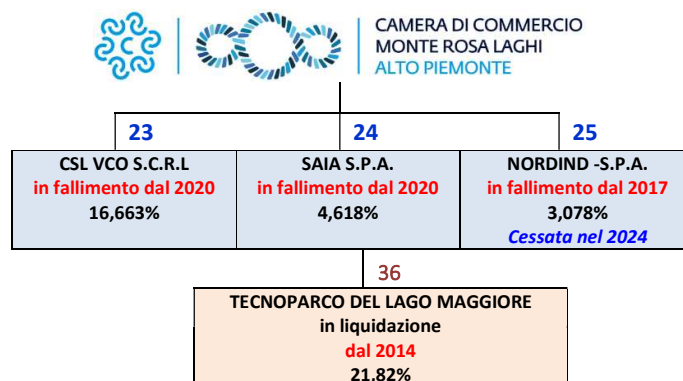 CAMERA DI COMMERCIO
MONTE ROSA LAGHI
ALTO PIEMONTE
23
24
25
CSL VCO S.C.R.L
in fallimento dal 2020
16,663%
SAIA S.P.A.
in fallimento dal 2020
4,618%
NORDIND -S.P.A.
in fallimento dal 2017
3,078%
Cessata nel 2024
36
TECNOPARCO DEL LAGO MAGGIORE
in liquidazione
dal 2014
21,82%